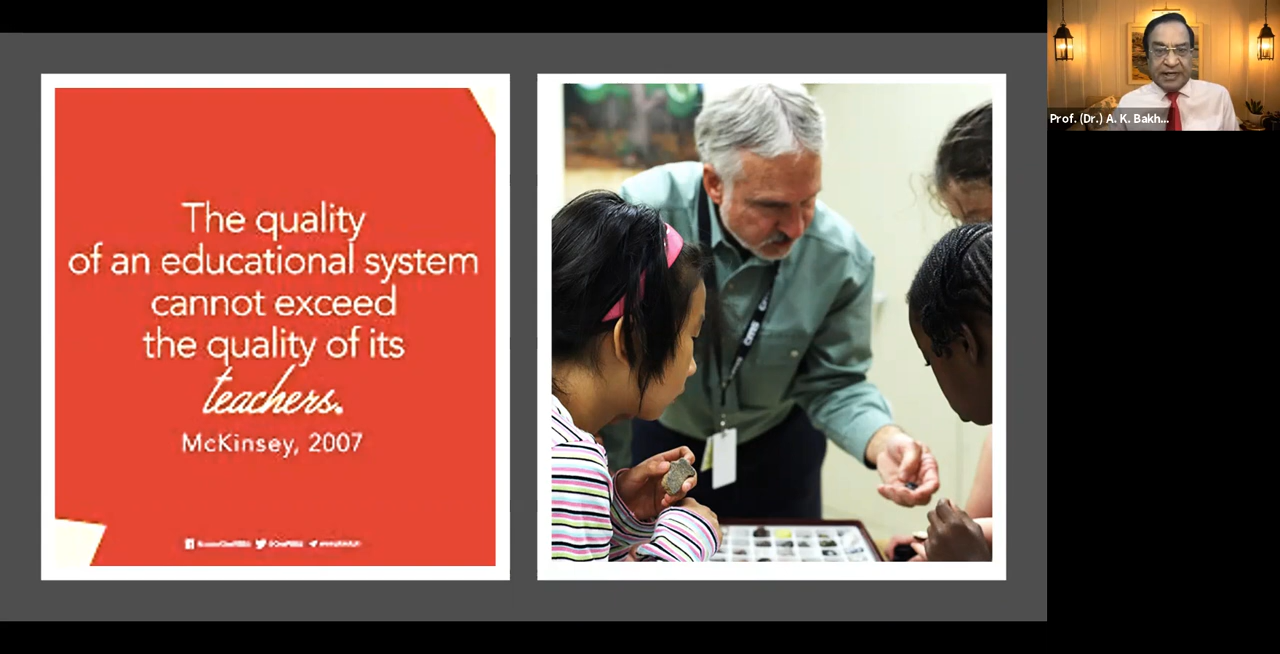 The quality
of an educational system
cannot exceed
the quality of its
teachers.
McKinsey, 2007
Prof. (Dr.) A. K. Bakh...